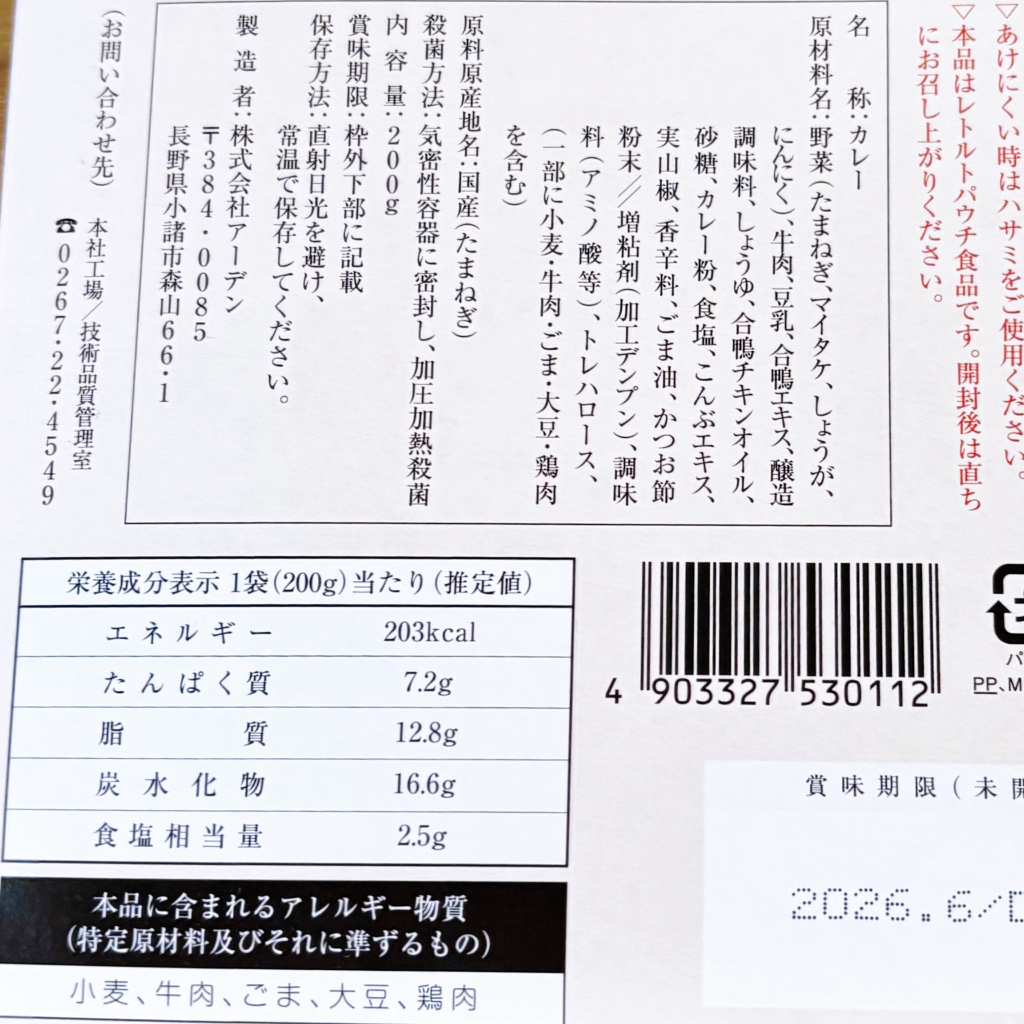 ▽あけにくい時はハサミをご使用ください。
▽本品はレトルトパウチ食品です。開封後は直ち
にお召し上がりください。
名称：カレー
原材料名：野菜（たまねぎ、マイタケ、しょうが、
にんにく）、牛肉、豆乳、合鴨エキス、醸造
調味料、しょうゆ、合鴨チキンオイル、
砂糖、カレー粉、食塩、こんぶエキス、
実山椒、香辛料、ごま油、かつお節
粉末／／増粘剤（加工デンプン）、調味
料（アミノ酸等）、トレハロース、
（一部に小麦・牛肉・ごま・大豆・鶏肉
を含む）
原料原産地名：国産（たまねぎ）
殺菌方法：気密性容器に密封し、加圧加熱殺菌
内容量：200g
賞味期限：枠外下部に記載
保存方法：直射日光を避け、
常温で保存してください。
製造者：株式会社アーデン
〒384-0085
長野県小諸市森山66-1
（お問い合わせ先）
本社工場／技術品質管理室
☎0267-22-4549
栄養成分表示 1袋（200g）当たり（推定値）
エネルギー 203kcal
たんぱく質 7.2g
脂質 12.8g
炭水化物 16.6g
食塩相当量 2.5g
本品に含まれるアレルギー物質
（特定原材料及びそれに準ずるもの）
小麦、牛肉、ごま、大豆、鶏肉
4 903327 530112
PP、M
賞味期限（未開
2026.6/